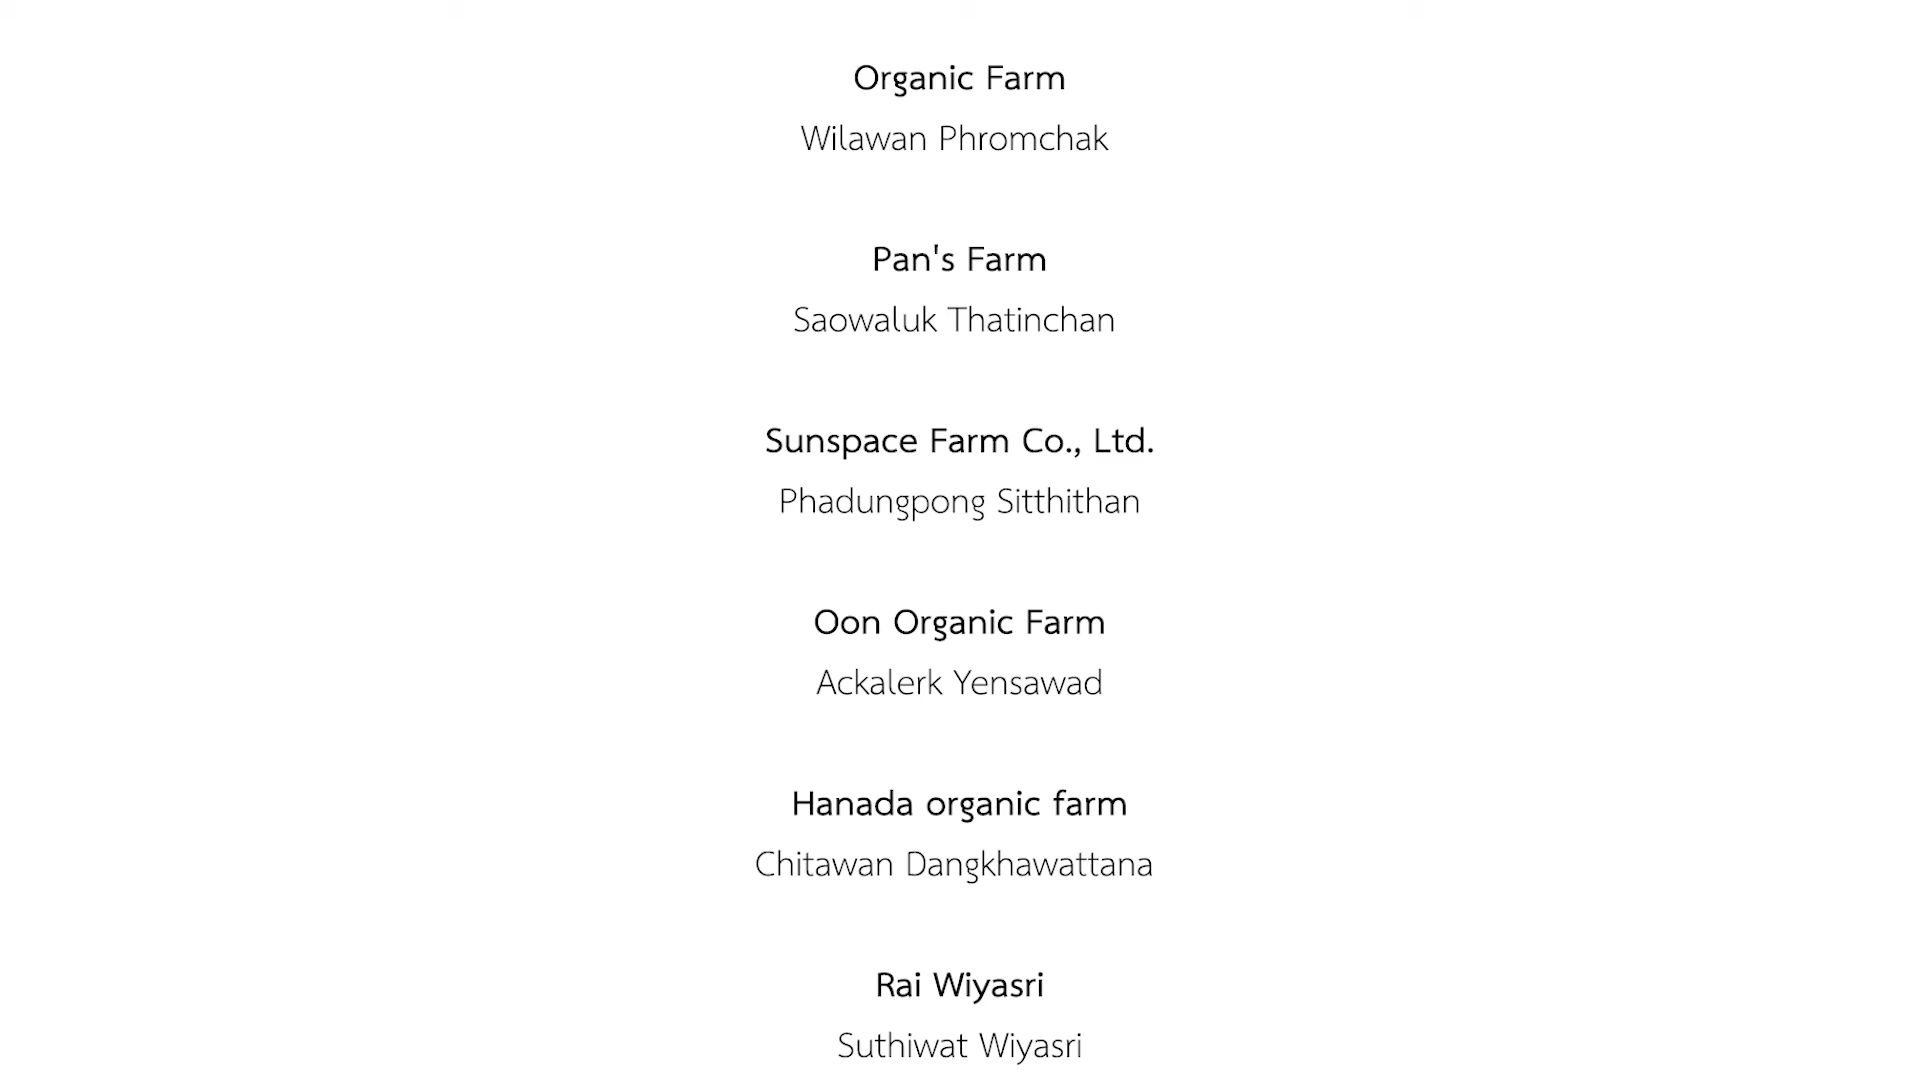 Organic Farm
Wilawan Phromchak
Pan's Farm
Saowaluk Thatinchan
Sunspace Farm Co., Ltd.
Phadungpong Sitthithan
Oon Organic Farm
Ackalerk Yensawad
Hanada organic farm
Chitawan Dangkhawattana
Rai Wiyasri
Suthiwat Wiyasri